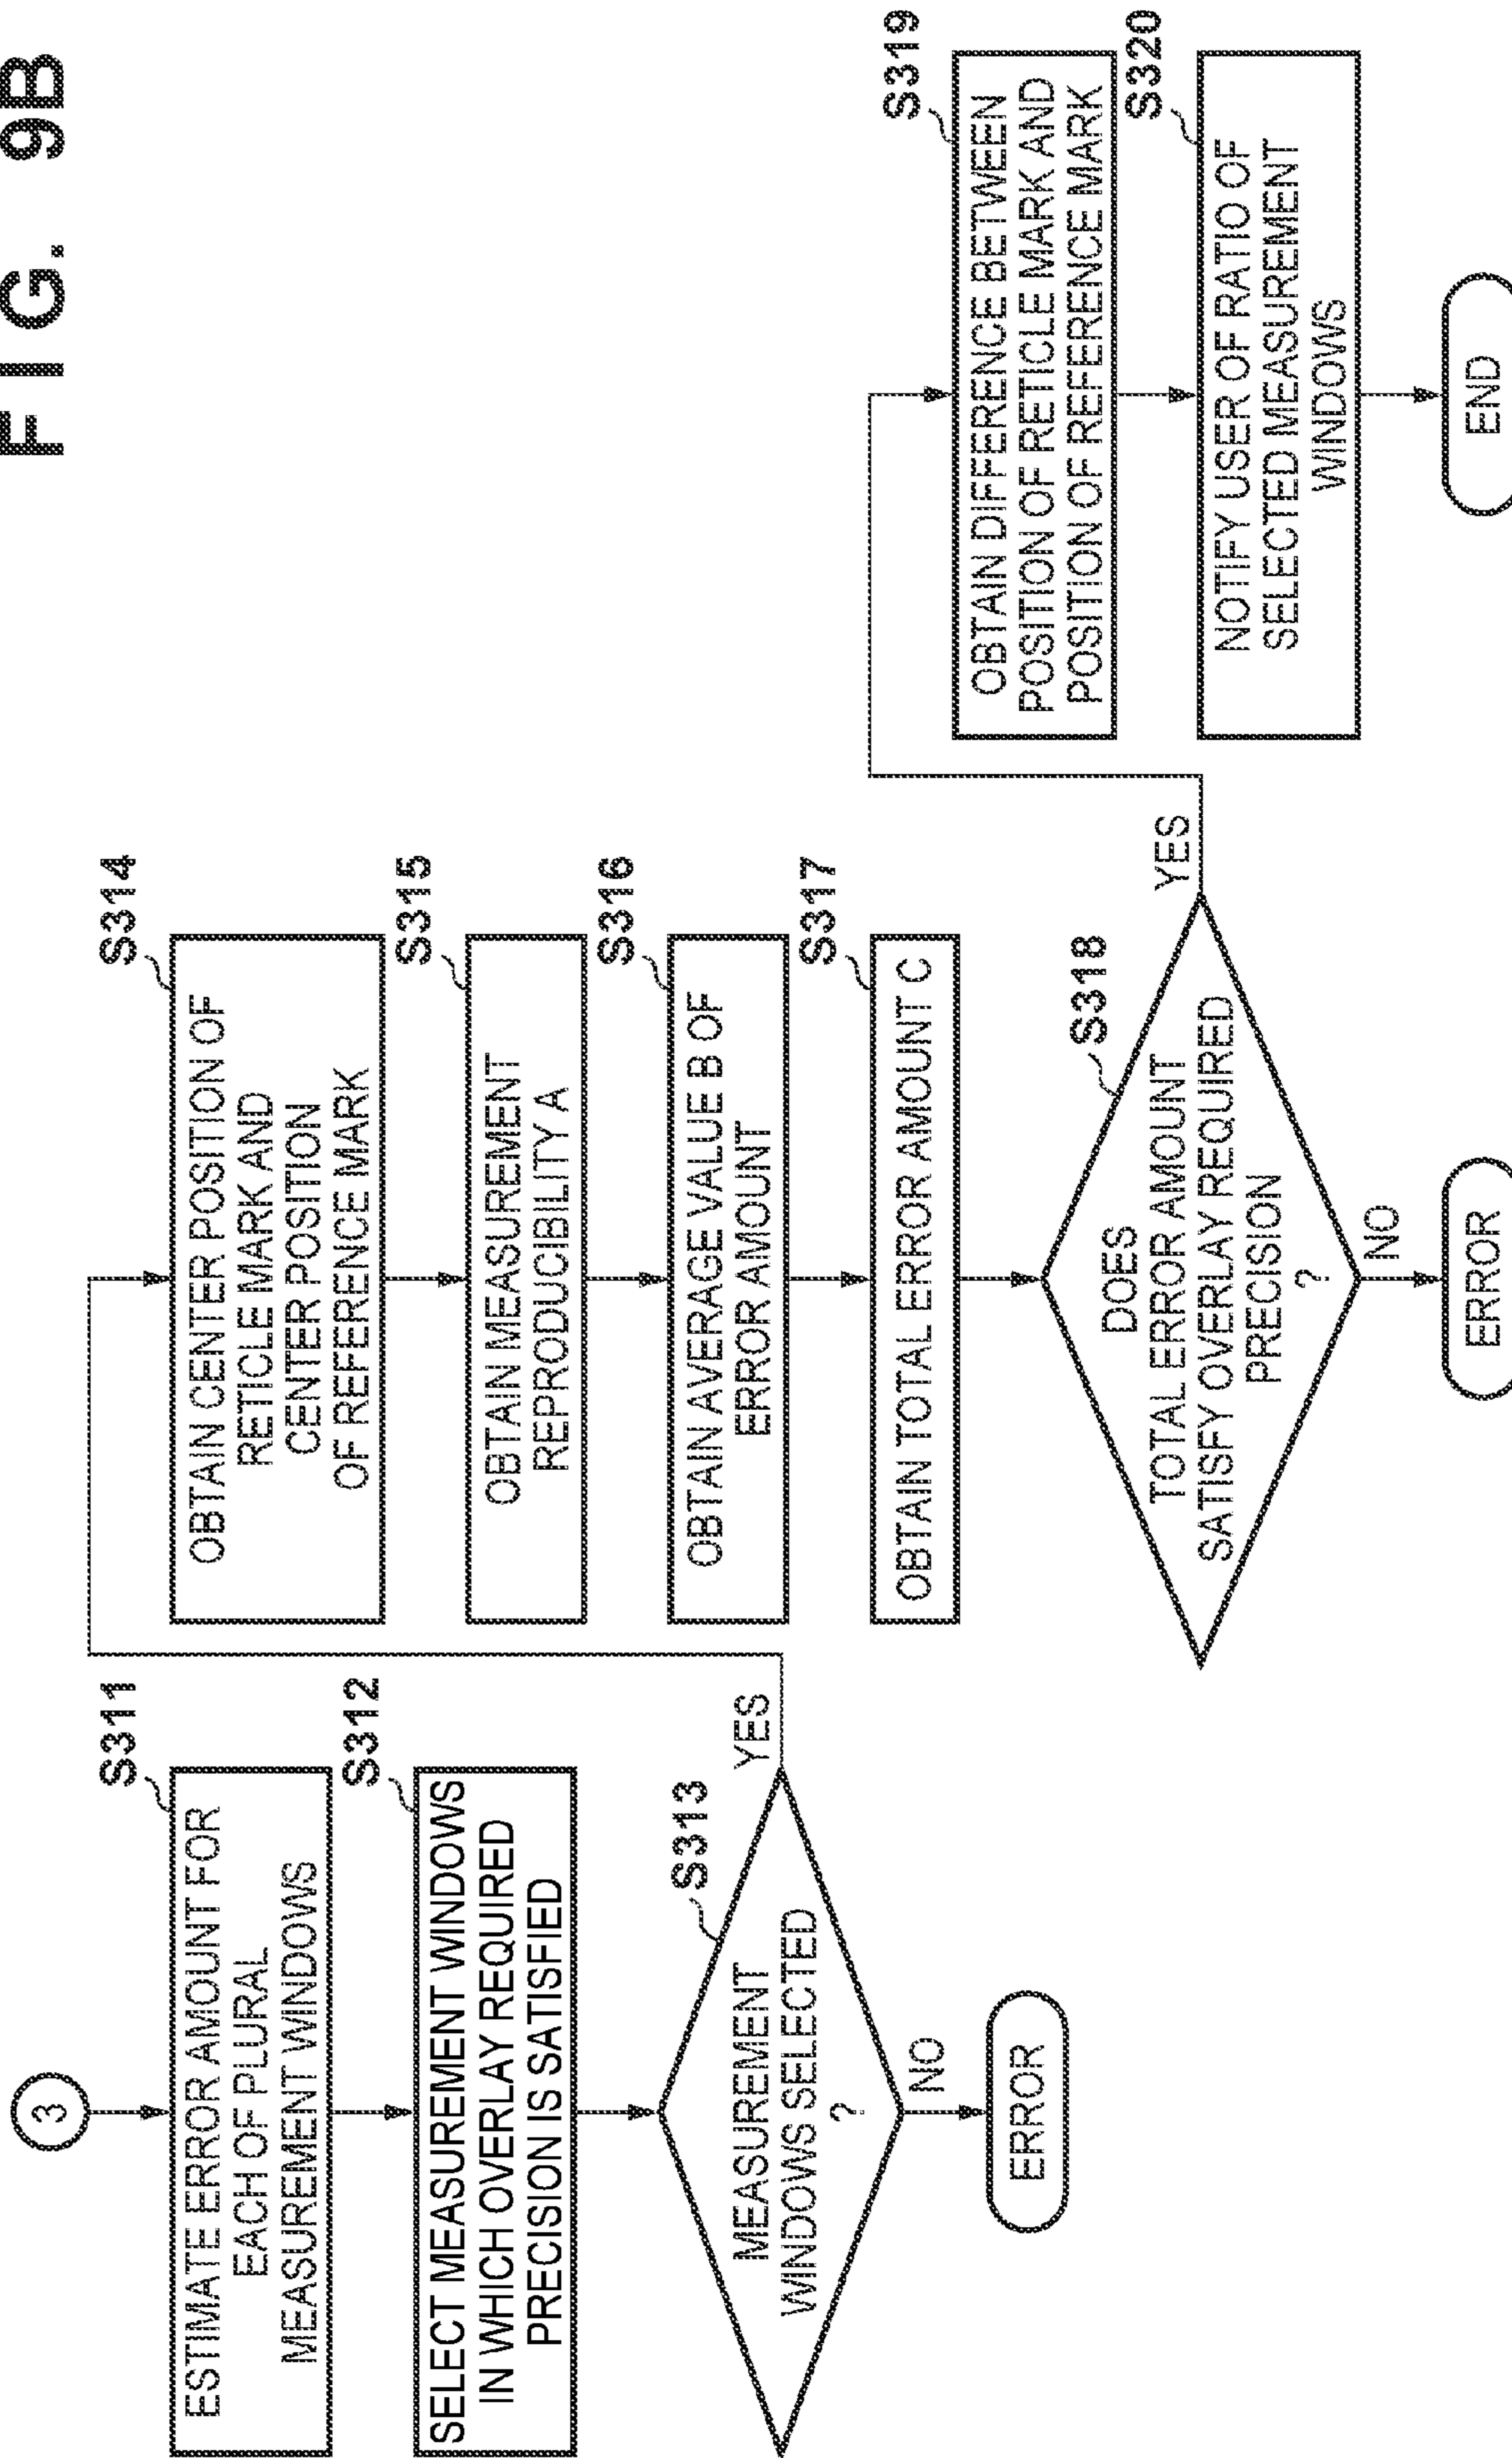 FIG. 9B
3
S311
ESTIMATE ERROR AMOUNT FOR
EACH OF PLURAL
MEASUREMENT WINDOWS
S312
SELECT MEASUREMENT WINDOWS
IN WHICH OVERLAY REQUIRED
PRECISION IS SATISFIED
S313
MEASUREMENT
WINDOWS SELECTED
?
YES
NO
ERROR
S314
OBTAIN CENTER POSITION OF
RETICLE MARK AND
CENTER POSITION
OF REFERENCE MARK
S315
OBTAIN MEASUREMENT
REPRODUCIBILITY A
S316
OBTAIN AVERAGE VALUE B OF
ERROR AMOUNT
S317
OBTAIN TOTAL ERROR AMOUNT C
S318
DOES
TOTAL ERROR AMOUNT
SATISFY OVERLAY REQUIRED
PRECISION
?
YES
NO
ERROR
S319
OBTAIN DIFFERENCE BETWEEN
POSITION OF RETICLE MARK AND
POSITION OF REFERENCE MARK
S320
NOTIFY USER OF RATIO OF
SELECTED MEASUREMENT
WINDOWS
END